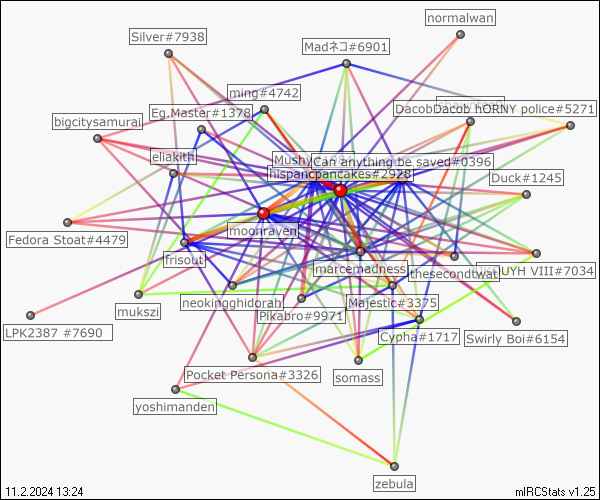 normalwan
Silver#7938
Madネコ#6901
ming#4742
Eg.Master#1378
DacobDacob
hORNY police#5271
bigcitysamurai
eliakith
Mushy
Can anything be saved#0396
hispancpancakes#2928
Duck#1245
Fedora Stoat#4479
moonraven
frisout
marcemadness
thesecondtwat
UYH VIII#7034
mukszi
neokingghidorah
Majestic#3375
Pikabro#9971
LPK2387 #7690
Cypha#1717
Swirly Boi#6154
Pocket Persona#3326
somass
yoshimanden
zebula
11.2.2024 13:24
mIRCStats v1.25